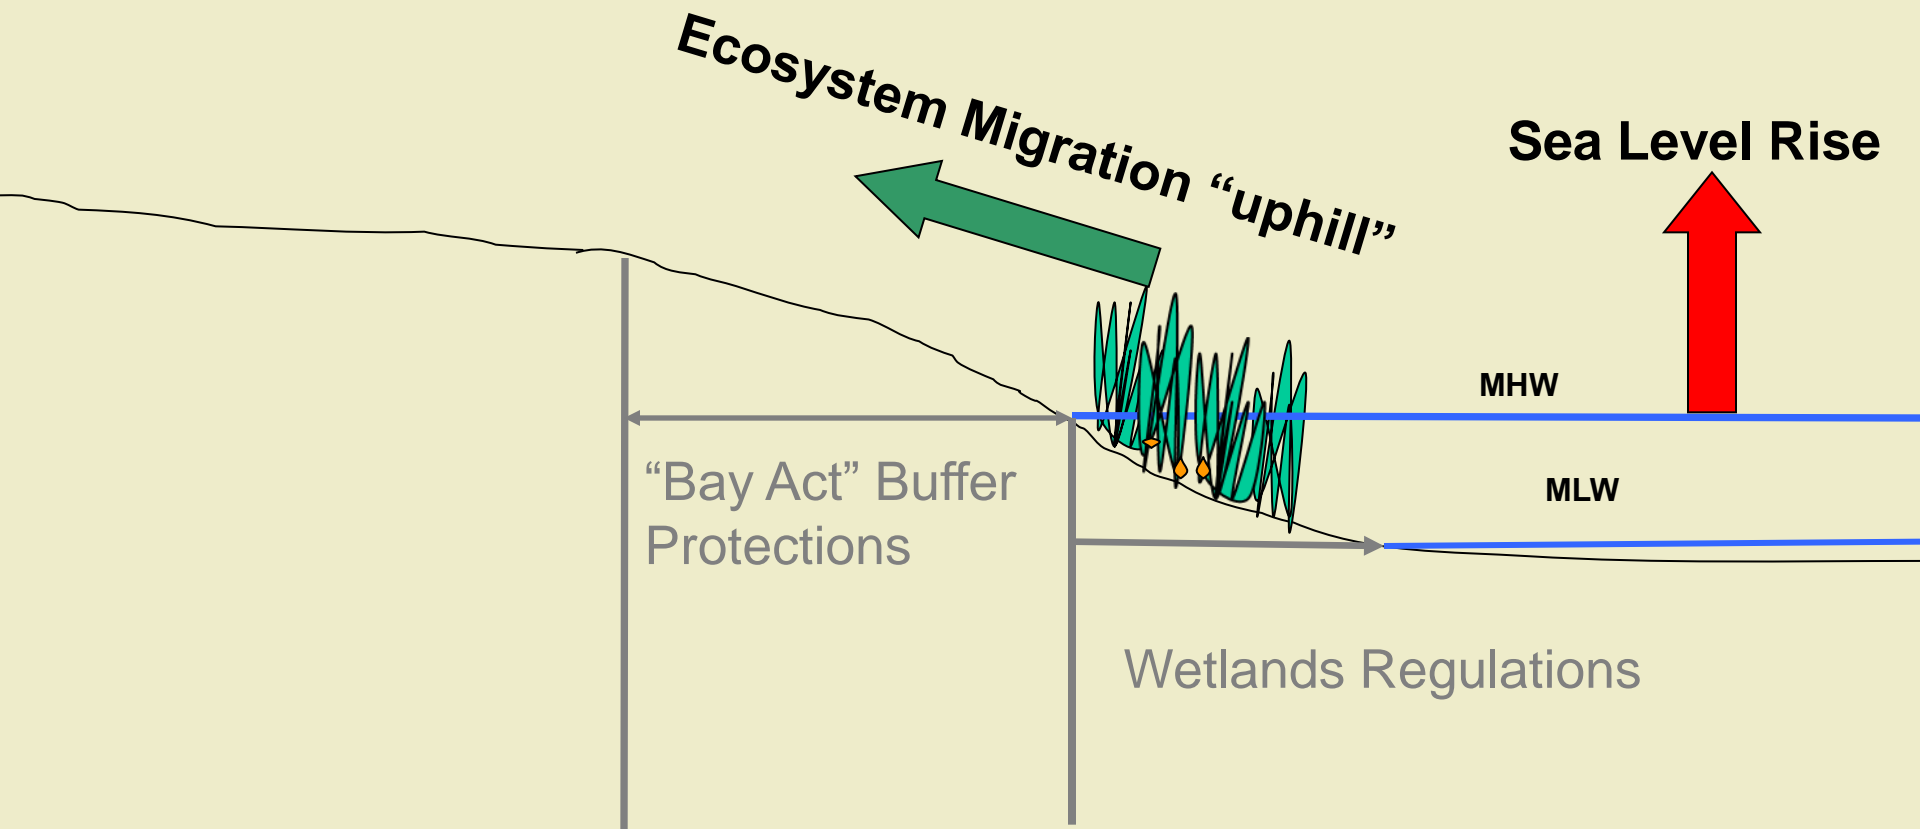 Ecosystem Migration “uphill”
Sea Level Rise
MHW
“Bay Act” Buffer
Protections
MLW
Wetlands Regulations